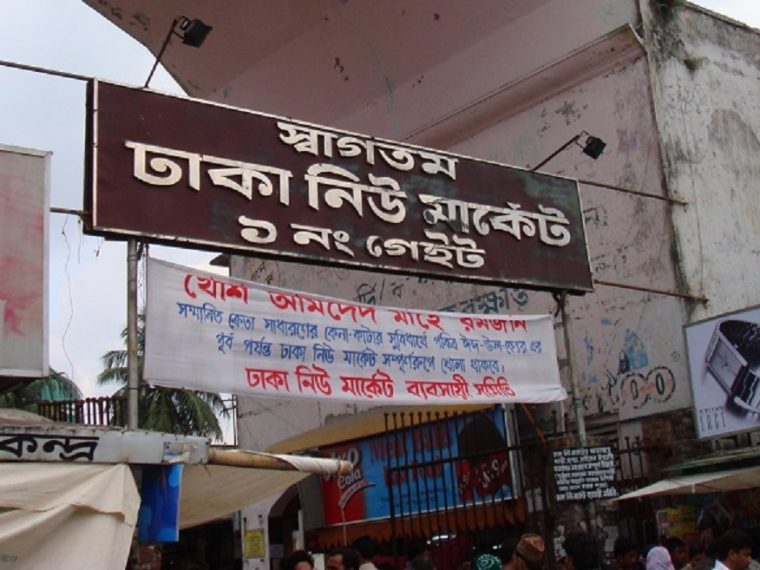 স্বাগতম
ঢাকা নিউ মার্কেট
১ নং গেইট
খোশ আমদেদ মাহে রমজান
সম্মানিত ক্রেতা সাধারণের কেনা-কাটার সুবিধার্থে পবিত্র ঈদ-উল-ফেতর এর
পূর্ব পর্যন্ত ঢাকা নিউ মার্কেট সম্পূর্ণরুপে খোলা থাকবে।
ঢাকা নিউ মার্কেট ব্যবসায়ী সমিতি
কেন্দ্র
Cola